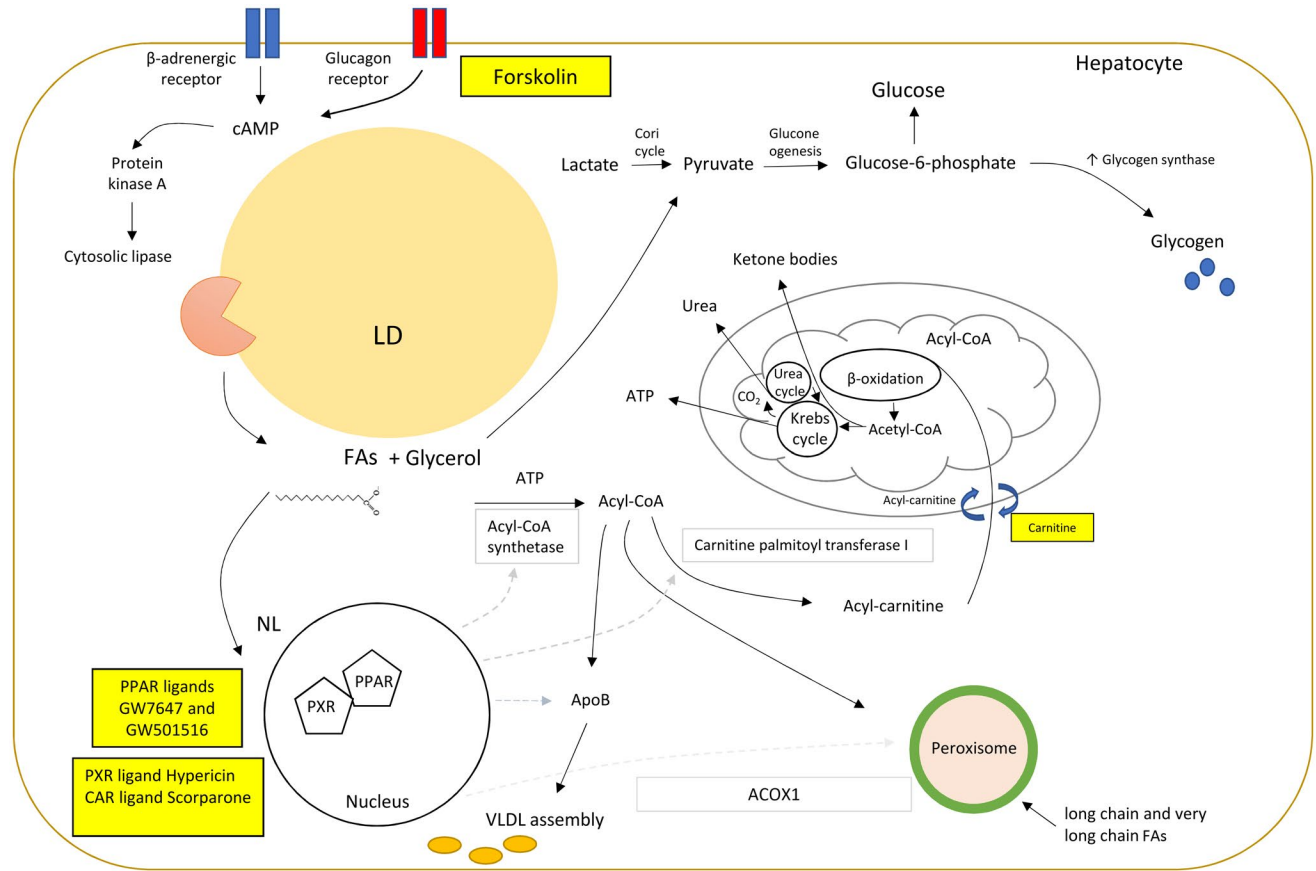 β-adrenergic
receptor
Glucagon
receptor
Forskolin
Hepatocyte
cAMP
Protein
kinase A
Cytosolic lipase
LD
Lactate
Cori
cycle
Pyruvate
Glucone
ogenesis
Glucose
Glucose-6-phosphate
↑ Glycogen synthase
Glycogen
Ketone bodies
Urea
ATP
Acyl-CoA
β-oxidation
Urea
cycle
CO₂
Krebs
cycle
Acetyl-CoA
Acyl-carnitine
Carnitine
FAs + Glycerol
ATP
Acyl-CoA
synthetase
Acyl-CoA
Carnitine palmitoyl transferase I
Acyl-carnitine
NL
PPAR
PXR
Nucleus
PPAR ligands
GW7647 and
GW501516
PXR ligand Hypericin
CAR ligand Scorparone
ApoB
VLDL assembly
ACOX1
Peroxisome
long chain and very
long chain FAs